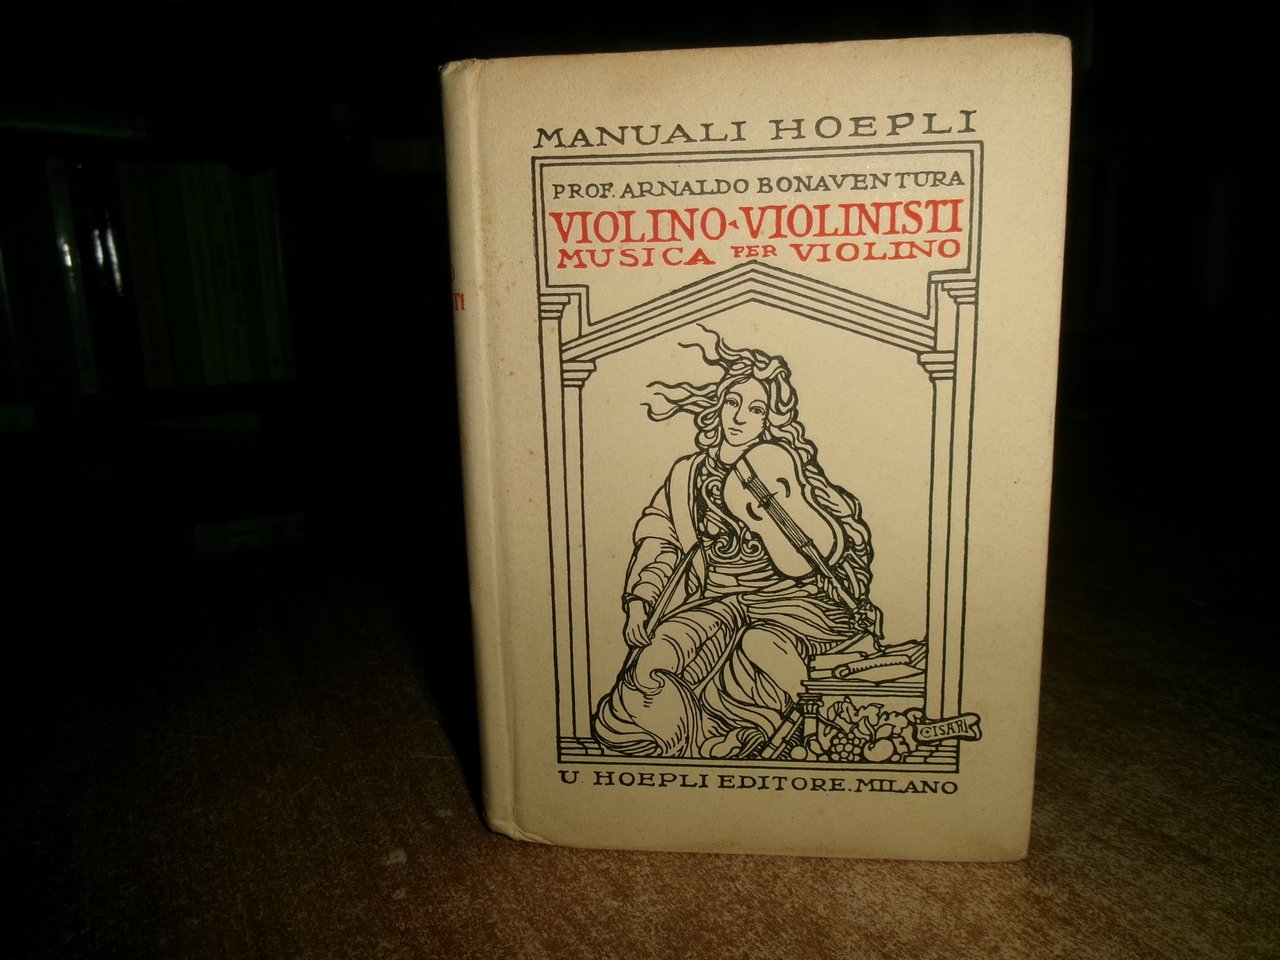 MANUALI HOEPLI
PROF. ARNALDO BONAVENTURA
VIOLINO-VIOLINISTI
MUSICA PER VIOLINO
CISARI
U. HOEPLI EDITORE. MILANO